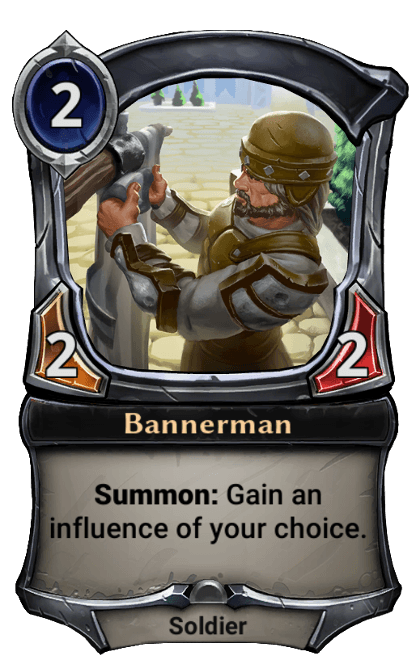 2
2
2
Bannerman
Summon: Gain an
influence of your choice.
Soldier